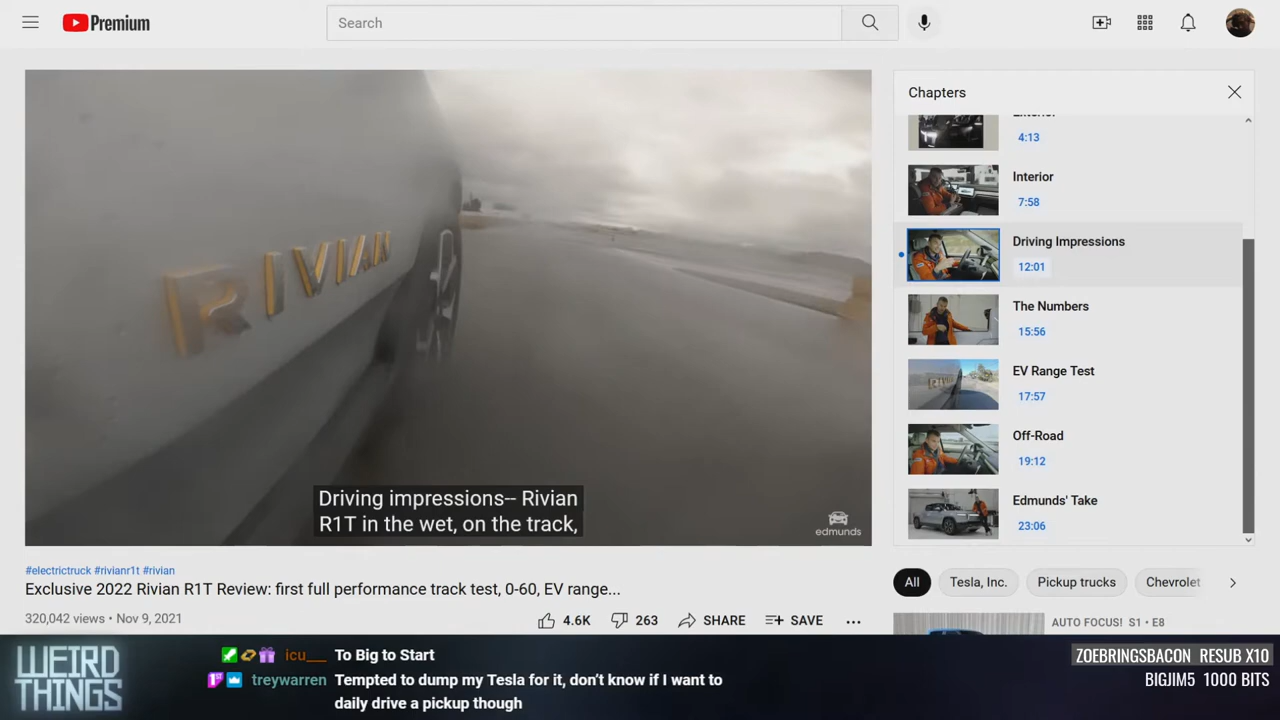 Premium
Search
RIVIAN
Driving impressions-- Rivian
R1T in the wet, on the track,
edmunds
#electrictruck #rivianr1t #rivian
Exclusive 2022 Rivian R1T Review: first full performance track test, 0-60, EV range...
320,042 views • Nov 9, 2021
4.6K
263
SHARE
SAVE
Chapters
4:13
Interior
7:58
Driving Impressions
12:01
The Numbers
15:56
EV Range Test
17:57
Off-Road
19:12
Edmunds' Take
23:06
All
Tesla, Inc.
Pickup trucks
Chevrolet
AUTO FOCUS! S1 • E8
WEIRD
THINGS
icu___ To Big to Start
treywarren Tempted to dump my Tesla for it, don't know if I want to
daily drive a pickup though
ZOEBRINGSBACON RESUB X10
BIGJIM5 1000 BITS